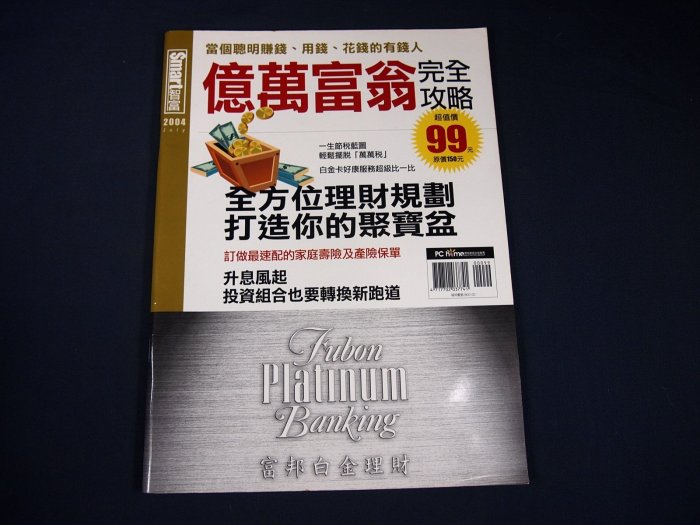 當個聰明賺錢、用錢、花錢的有錢人
Smart智富
2004
July
億萬富翁
完全
攻略
超值價
99元
原價150元
一生節稅藍圖
輕鬆擺脫「萬萬稅」
白金卡好康服務超級比一比
全方位理財規劃
打造你的聚寶盆
訂做最速配的家庭壽險及產險保單
升息風起
投資組合也要轉換新跑道
PC home
Fubon
Platinum
Banking
富邦白金理財